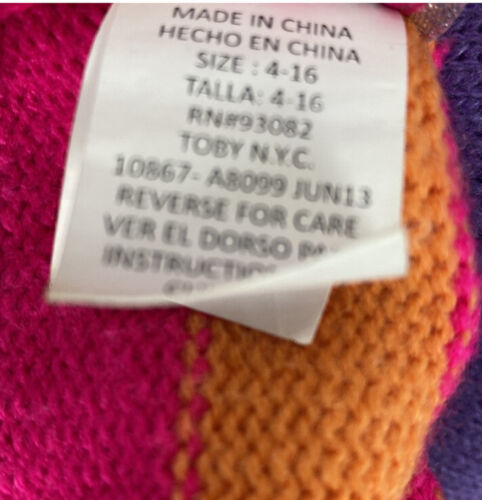 MADE IN CHINA
HECHO EN CHINA
SIZE : 4-16
TALLA: 4-16
RN#93082
TOBY N.Y.C.
10867- A8099 JUN13
REVERSE FOR CARE
VER EL DORSO